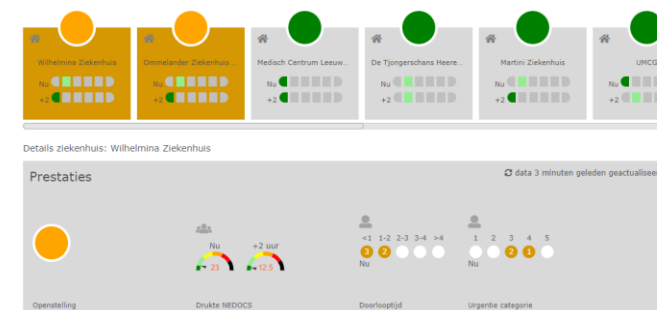 Wilhelmina Ziekenhuis
Ommelander Ziekenhuis ...
Medisch Centrum Leeuw...
De Tjongerschans Heere...
Martini Ziekenhuis
UMCG
Nu Nu Nu Nu Nu Nu
+2 +2 +2 +2 +2 +2
Details ziekenhuis: Wilhelmina Ziekenhuis
Prestaties
data 3 minuten geleden geactualiseer
Nu +2 uur
23 12.5
<1 1-2 2-3 3-4 >4
3 2
Nu
1 2 3 4 5
2 1
Nu
Openstelling
Drukte NEDOCS
Doorlooptijd
Urgentie categorie